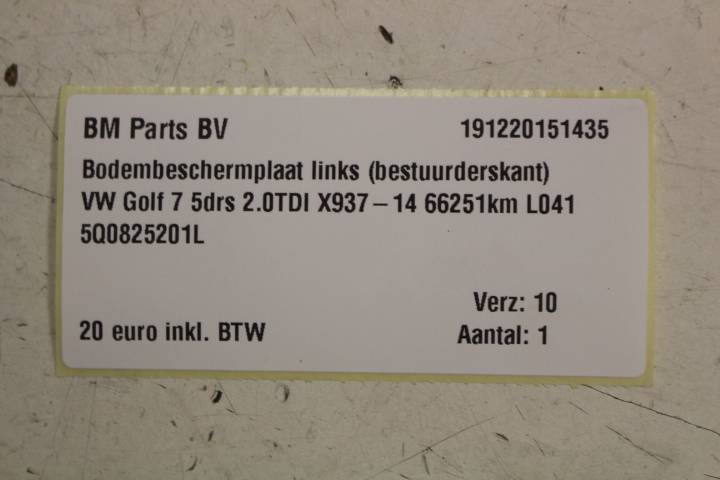 BM Parts BV 191220151435
Bodembeschermplaat links (bestuurderskant)
VW Golf 7 5drs 2.0TDI X937-14 66251km L041
5Q0825201L
Verz: 10
20 euro inkl. BTW Aantal: 1